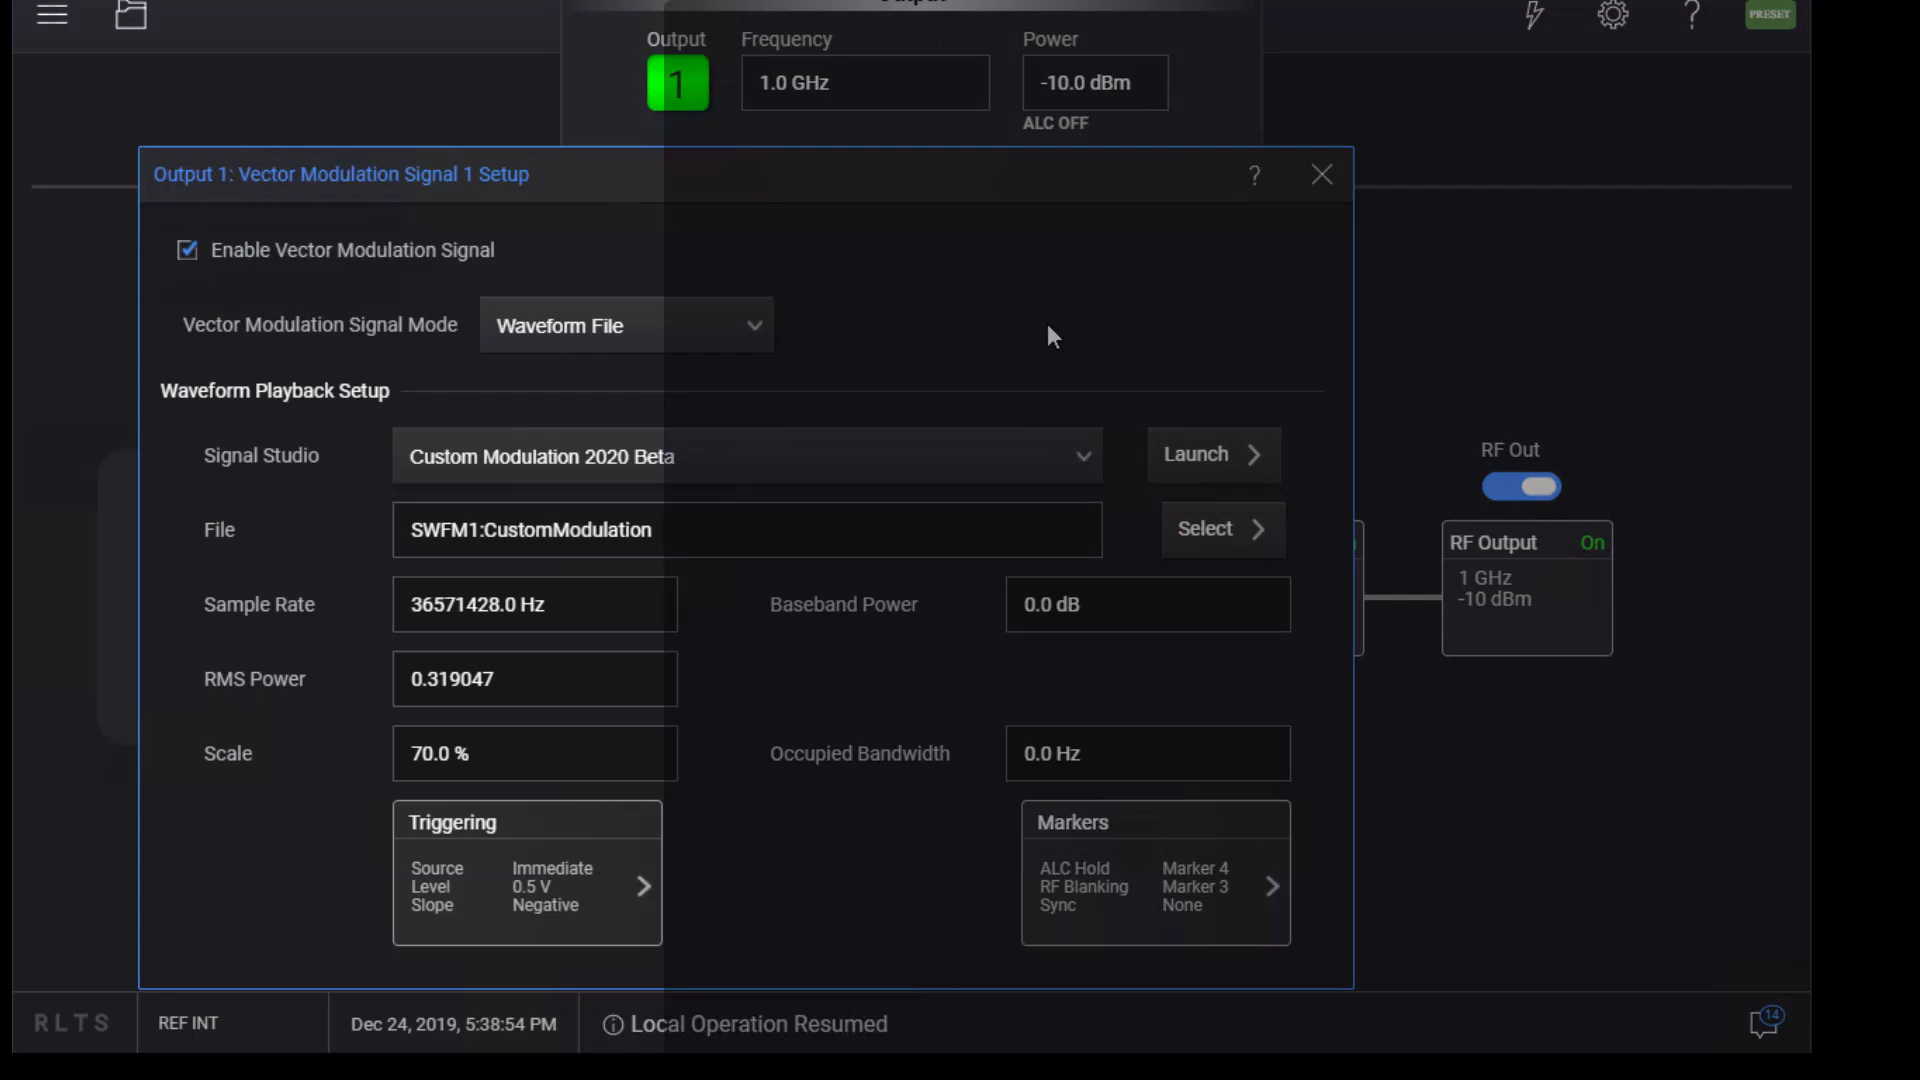 PRESET
Output
Output Frequency Power
1 1.0 GHz -10.0 dBm
ALC OFF
Output 1: Vector Modulation Signal 1 Setup ?
Enable Vector Modulation Signal
Vector Modulation Signal Mode Waveform File
Waveform Playback Setup
Signal Studio Custom Modulation 2020 Beta Launch
File SWFM1:CustomModulation Select
Sample Rate 36571428.0 Hz Baseband Power 0.0 dB
RMS Power 0.319047
Scale 70.0 % Occupied Bandwidth 0.0 Hz
Triggering
Source Immediate
Level 0.5 V
Slope Negative
Markers
ALC Hold Marker 4
RF Blanking Marker 3
Sync None
RF Out
RF Output On
1 GHz
-10 dBm
RLTS REF INT Dec 24, 2019, 5:38:54 PM Local Operation Resumed 14